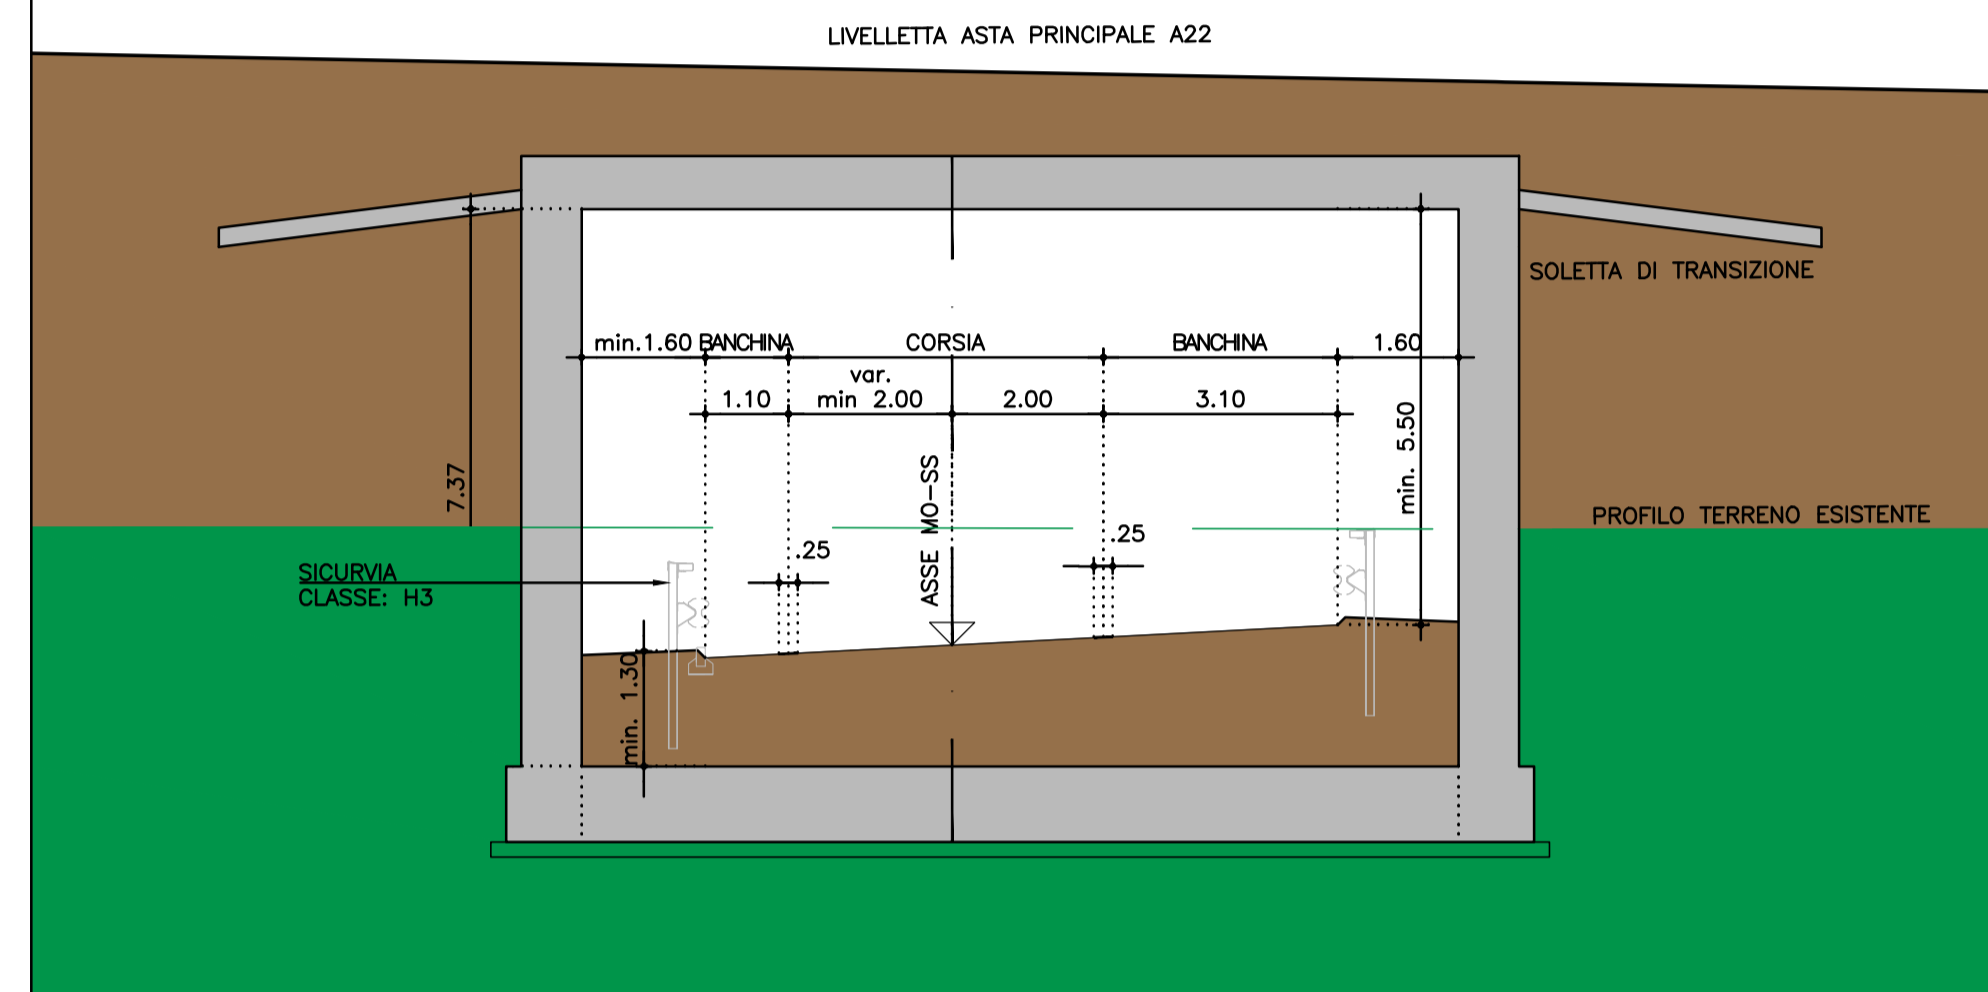 LIVELLETTA ASTA PRINCIPALE A22
SOLETTA DI TRANSIZIONE
min.1.60 BANCHINA CORSIA BANCHINA 1.60
var.
1.10 min 2.00 2.00 3.10
min. 5.50
7.37
ASSE MO-SS
PROFILO TERRENO ESISTENTE
.25
.25
SICURVIA
CLASSE: H3
min. 1.30